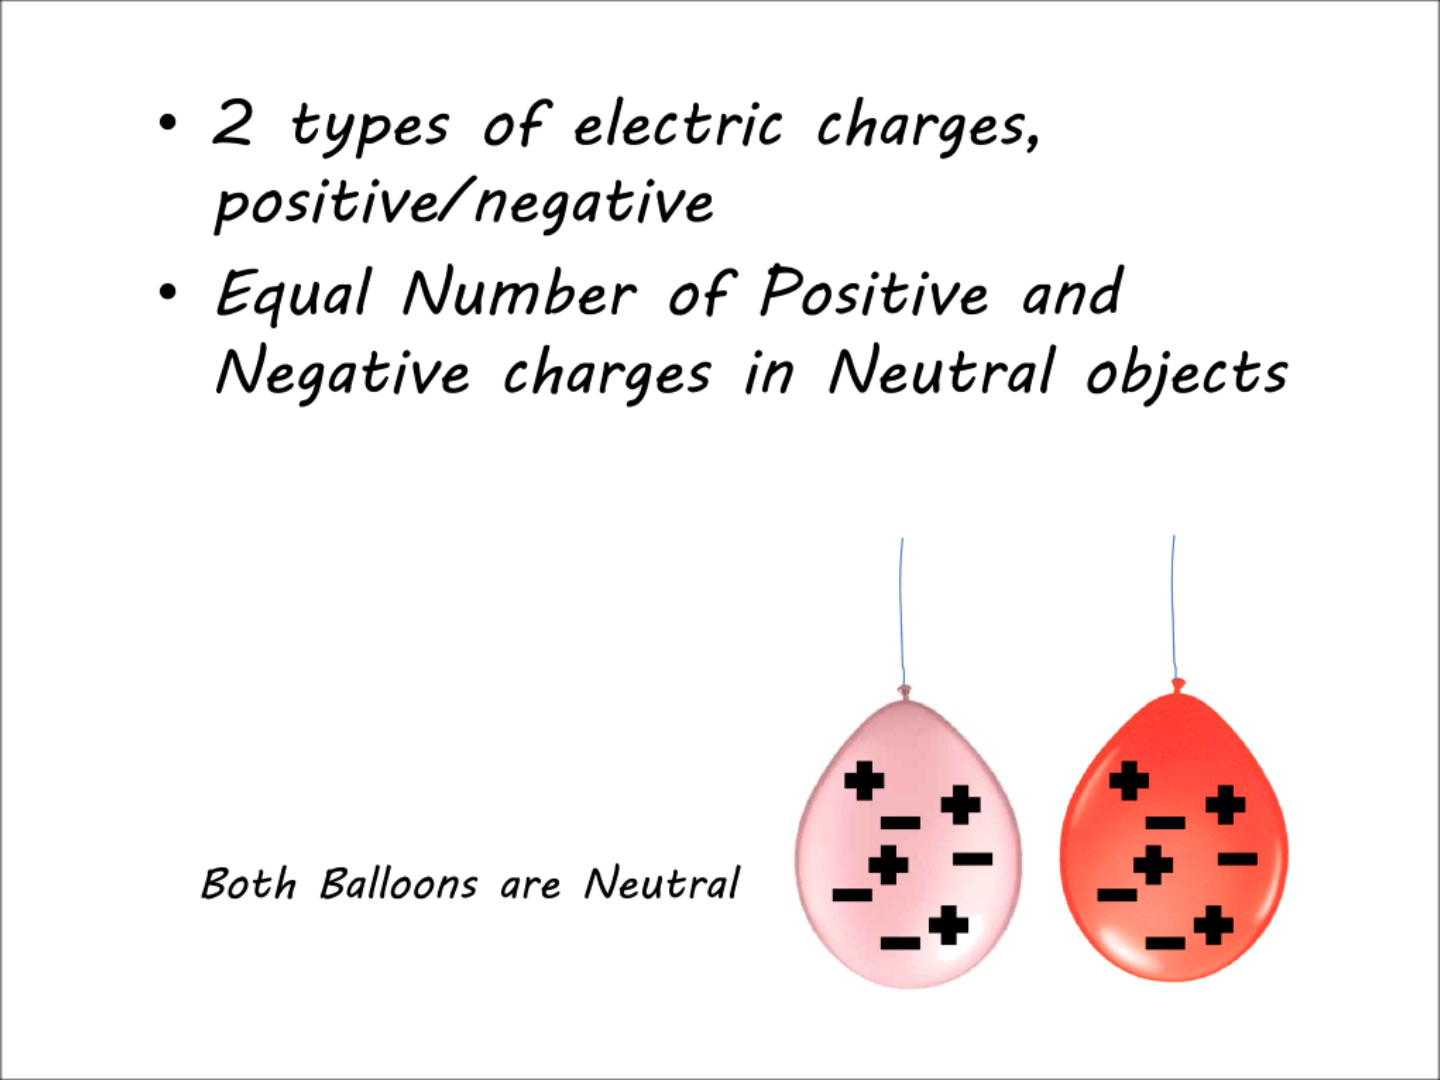 • 2 types of electric charges,
positive/negative
• Equal Number of Positive and
Negative charges in Neutral objects
Both Balloons are Neutral